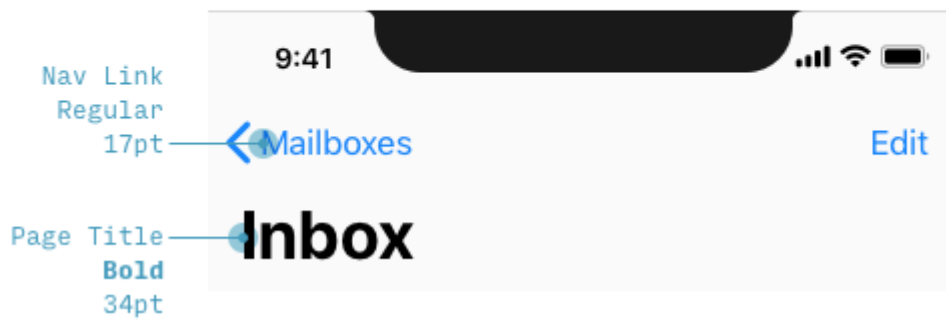 9:41
Nav Link
Regular
17pt
Mailboxes
Edit
Page Title
Bold
34pt
Inbox